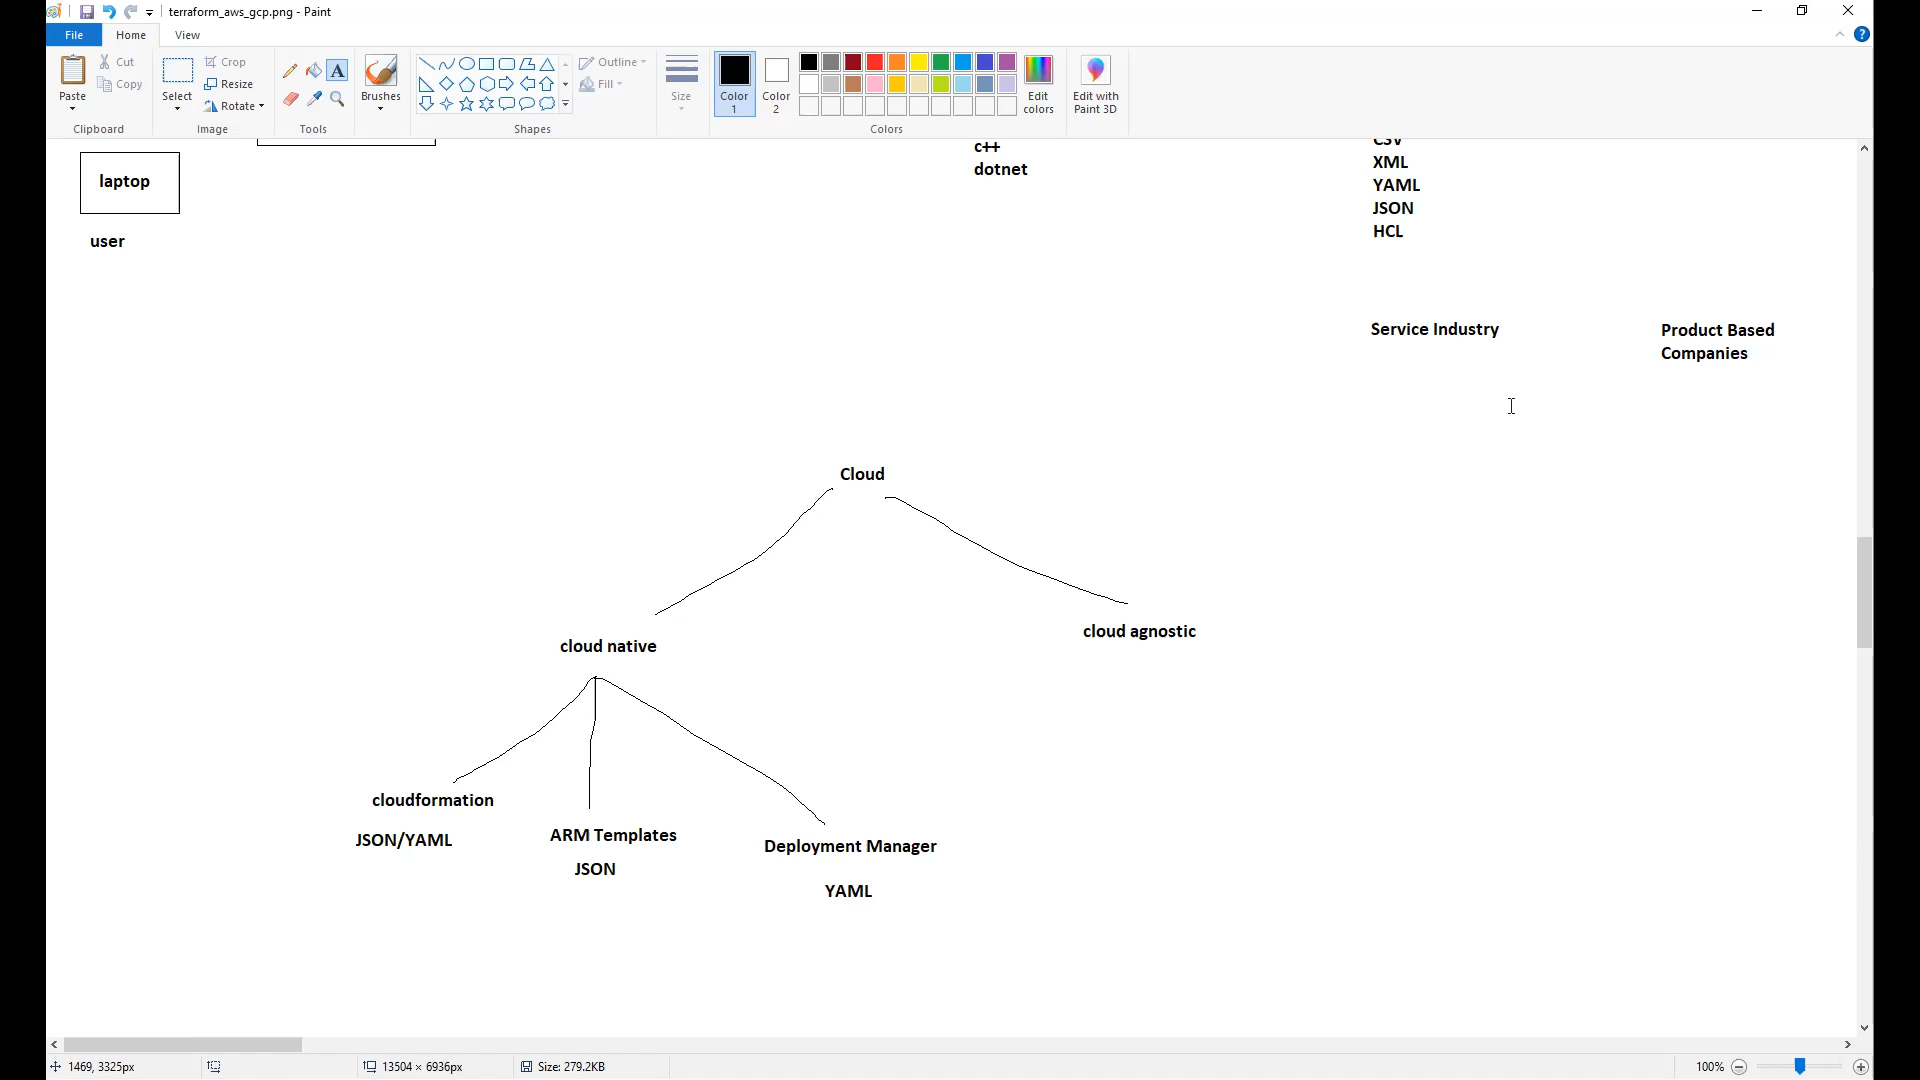 terraform_aws_gcp.png - Paint
File
Home
View
Paste
Cut
Copy
Clipboard
Select
Crop
Resize
Rotate
Image
A
Tools
Brushes
Shapes
Outline
Fill
Size
Color
1
Color
2
Edit
colors
Colors
Edit with
Paint 3D
laptop
user
c++
dotnet
CSV
XML
YAML
JSON
HCL
Service Industry
Product Based
Companies
Cloud
cloud native
cloud agnostic
cloudformation
JSON/YAML
ARM Templates
JSON
Deployment Manager
YAML
1469, 3325px
13504 × 6936px
Size: 279.2KB
100%